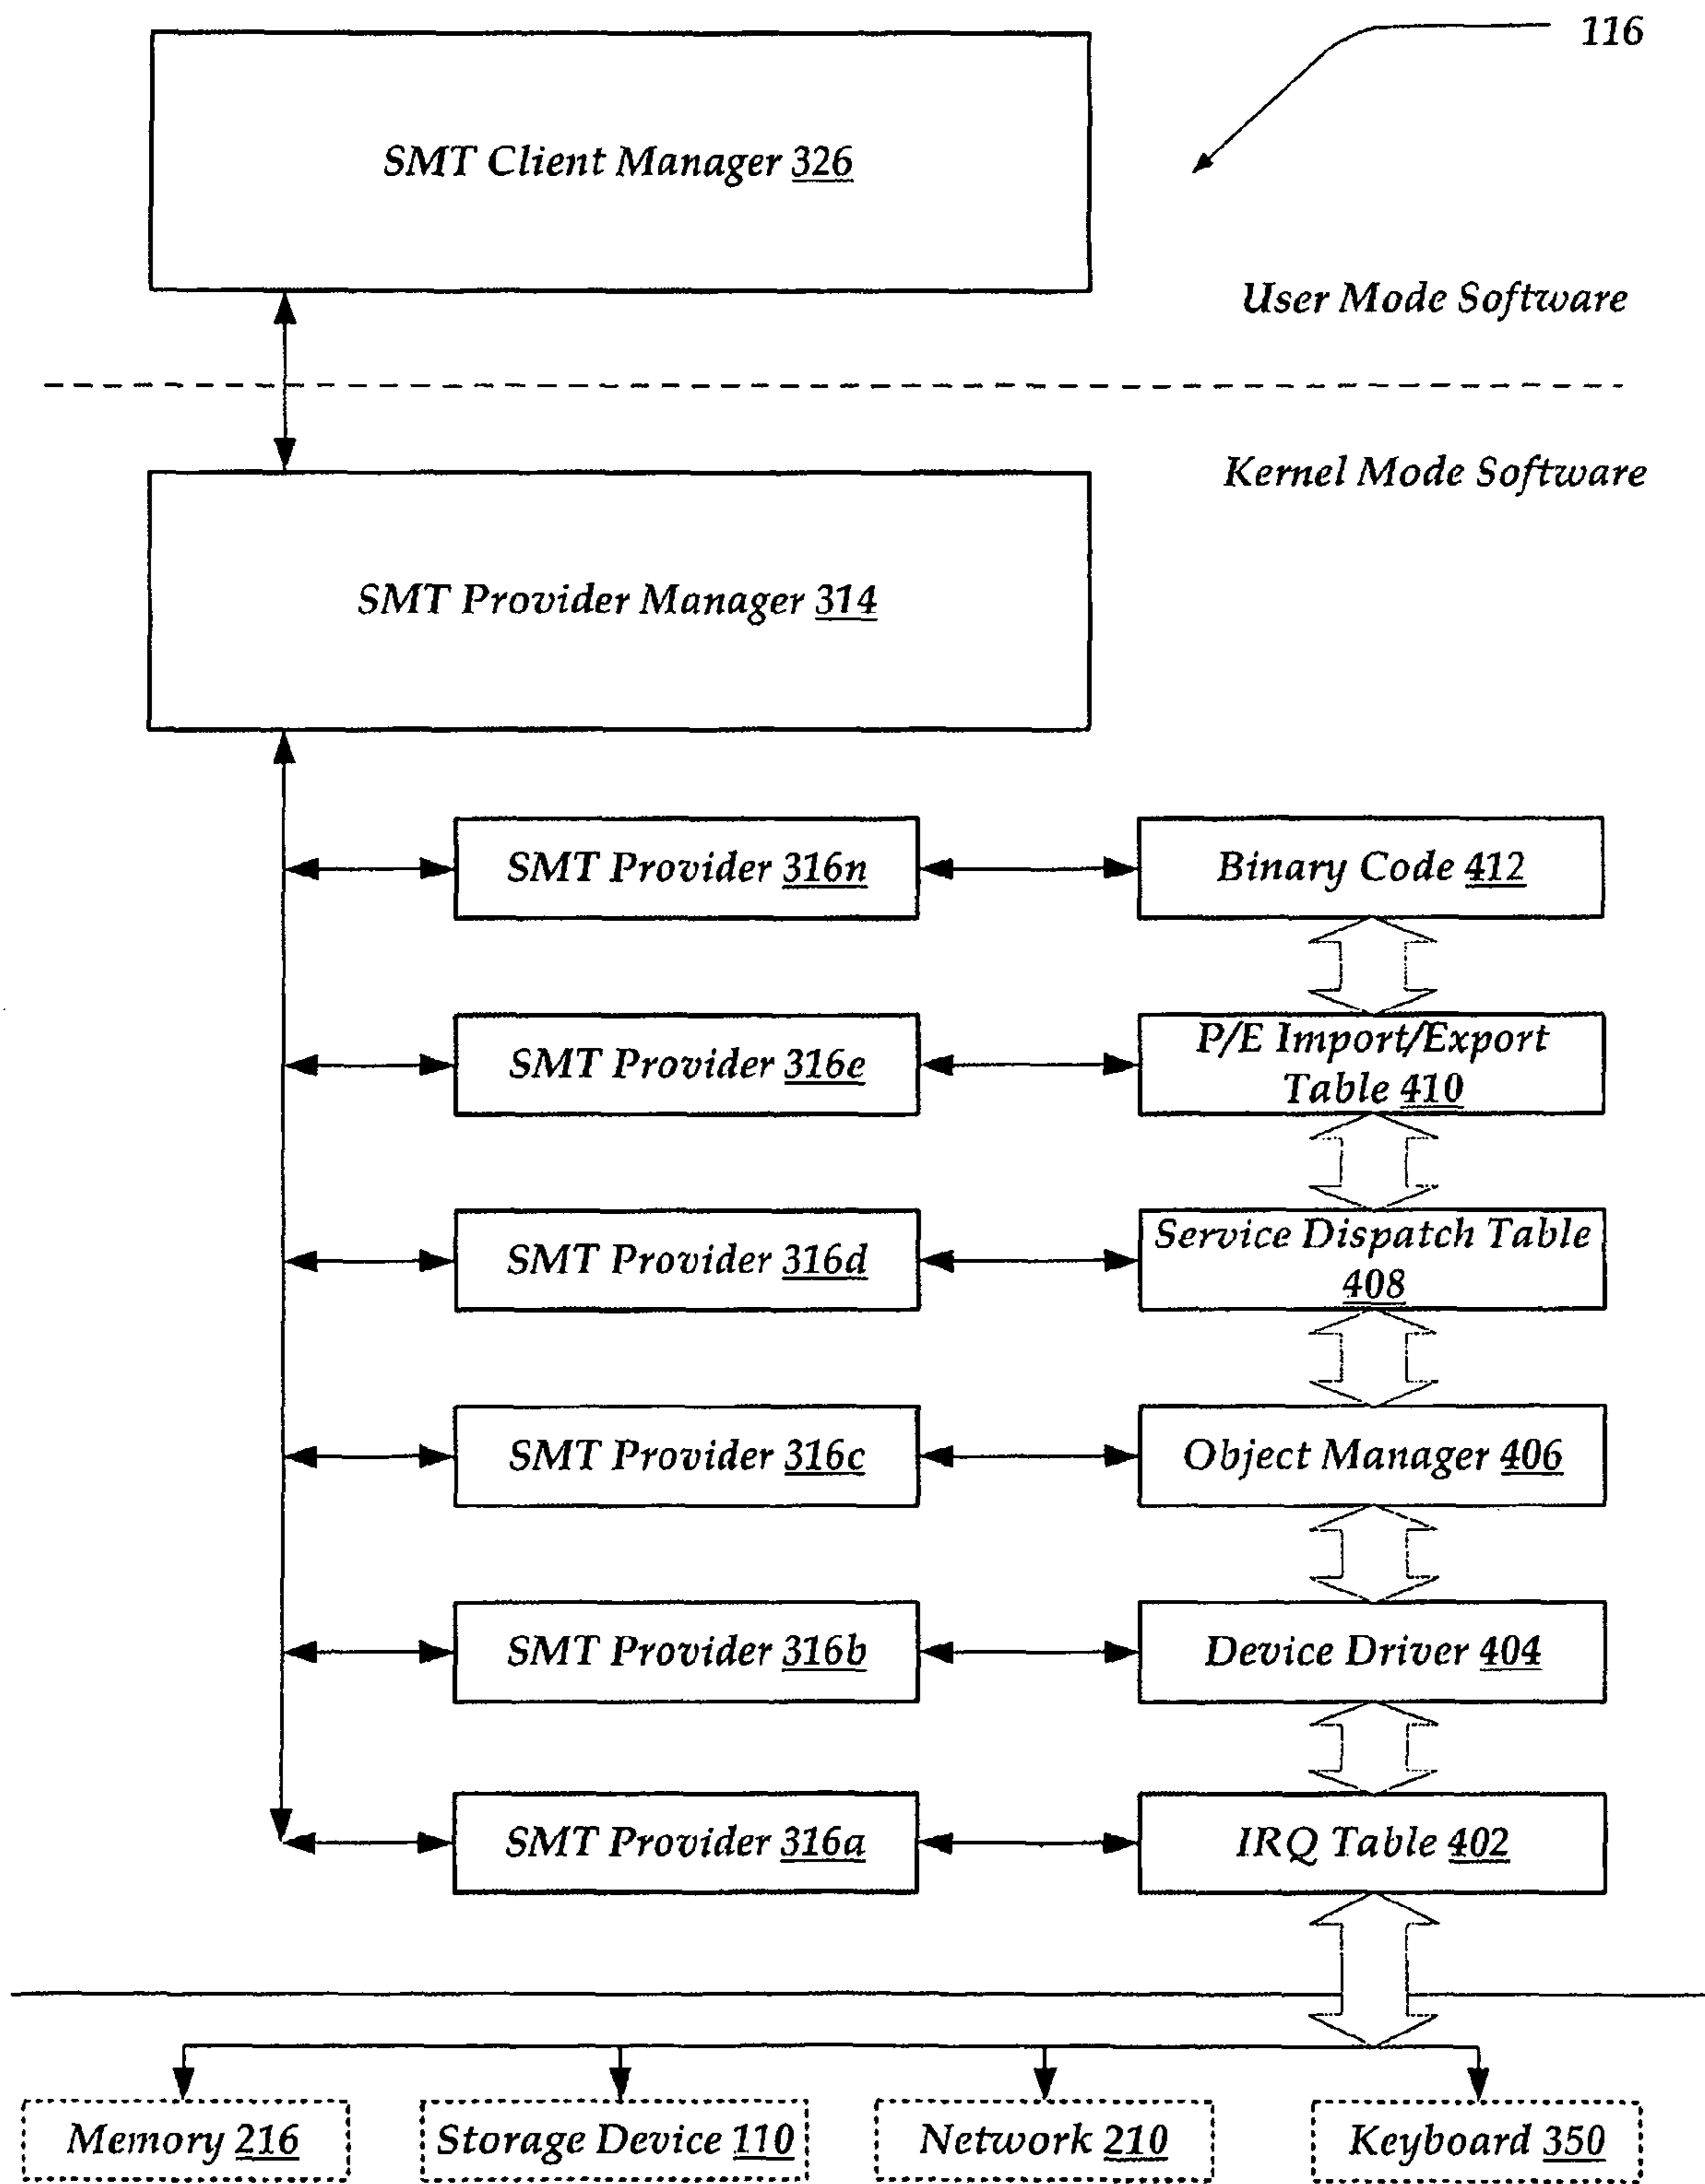 116
SMT Client Manager 326
User Mode Software
Kernel Mode Software
SMT Provider Manager 314
SMT Provider 316n
Binary Code 412
SMT Provider 316e
P/E Import/Export
Table 410
SMT Provider 316d
Service Dispatch Table
408
SMT Provider 316c
Object Manager 406
SMT Provider 316b
Device Driver 404
SMT Provider 316a
IRQ Table 402
Memory 216
Storage Device 110
Network 210
Keyboard 350